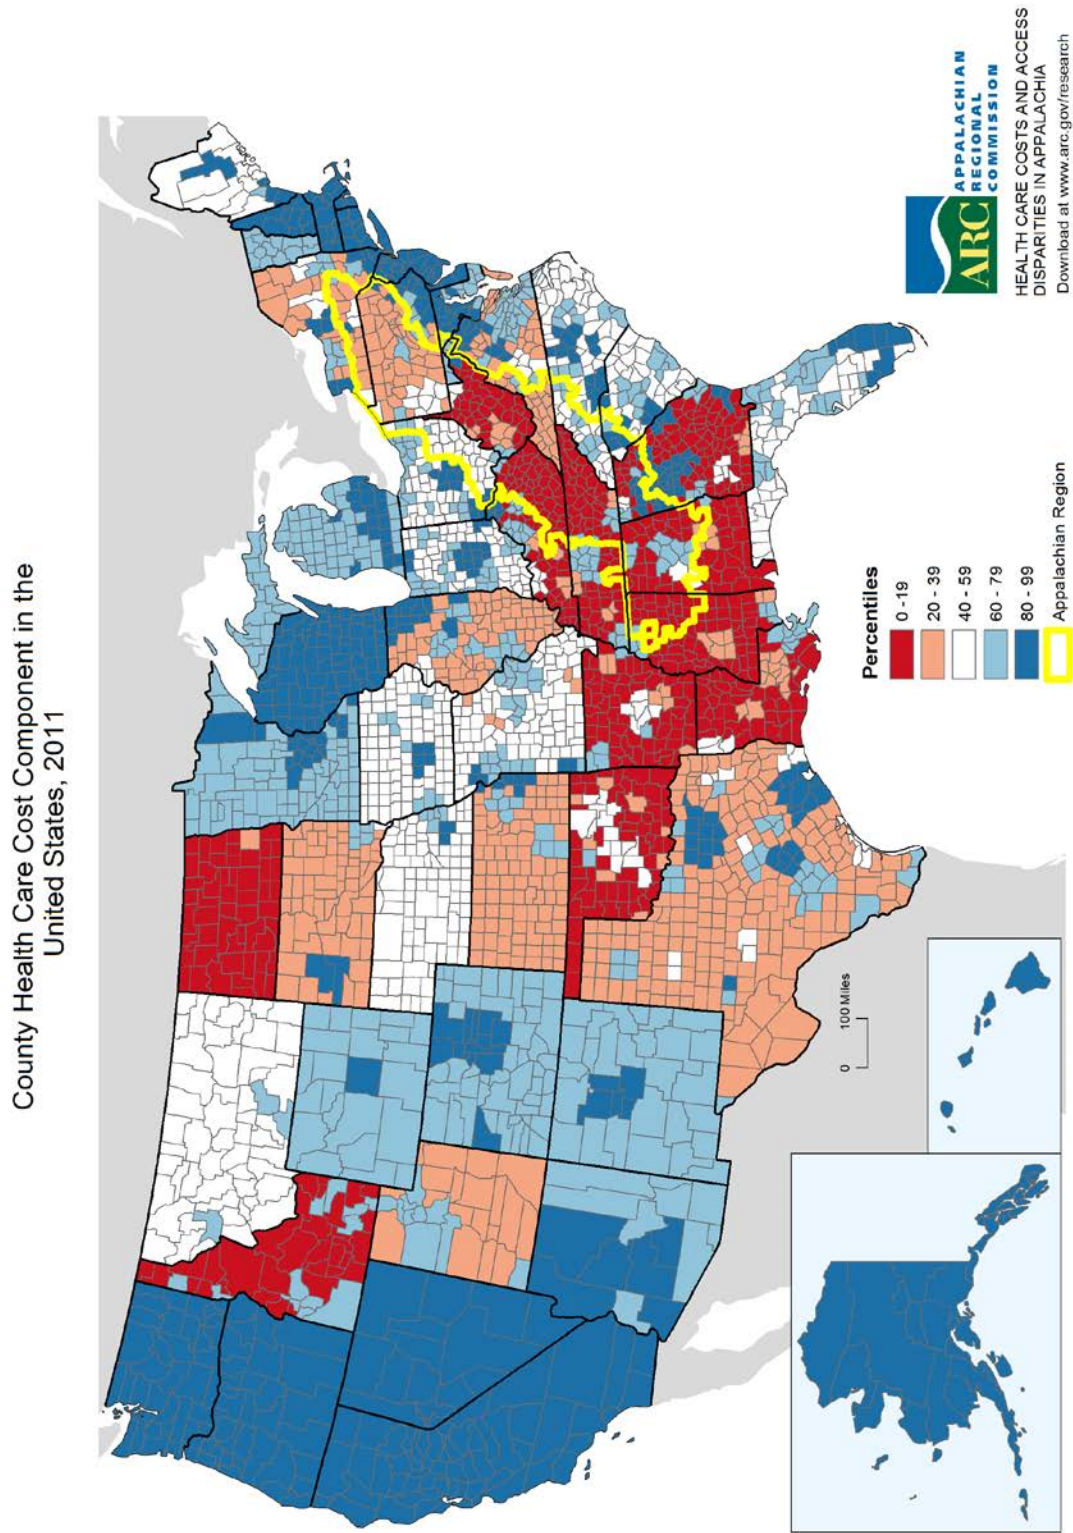 County Health Care Cost Component in the
United States, 2011
Percentiles
0 -19
20 - 39
40 - 59
60 - 79
80 - 99
Appalachian Region
0 100 Miles
ARC
APPALACHIAN
REGIONAL
COMMISSION
HEALTH CARE COSTS AND ACCESS
DISPARITIES IN APPALACHIA
Download at www.arc.gov/research